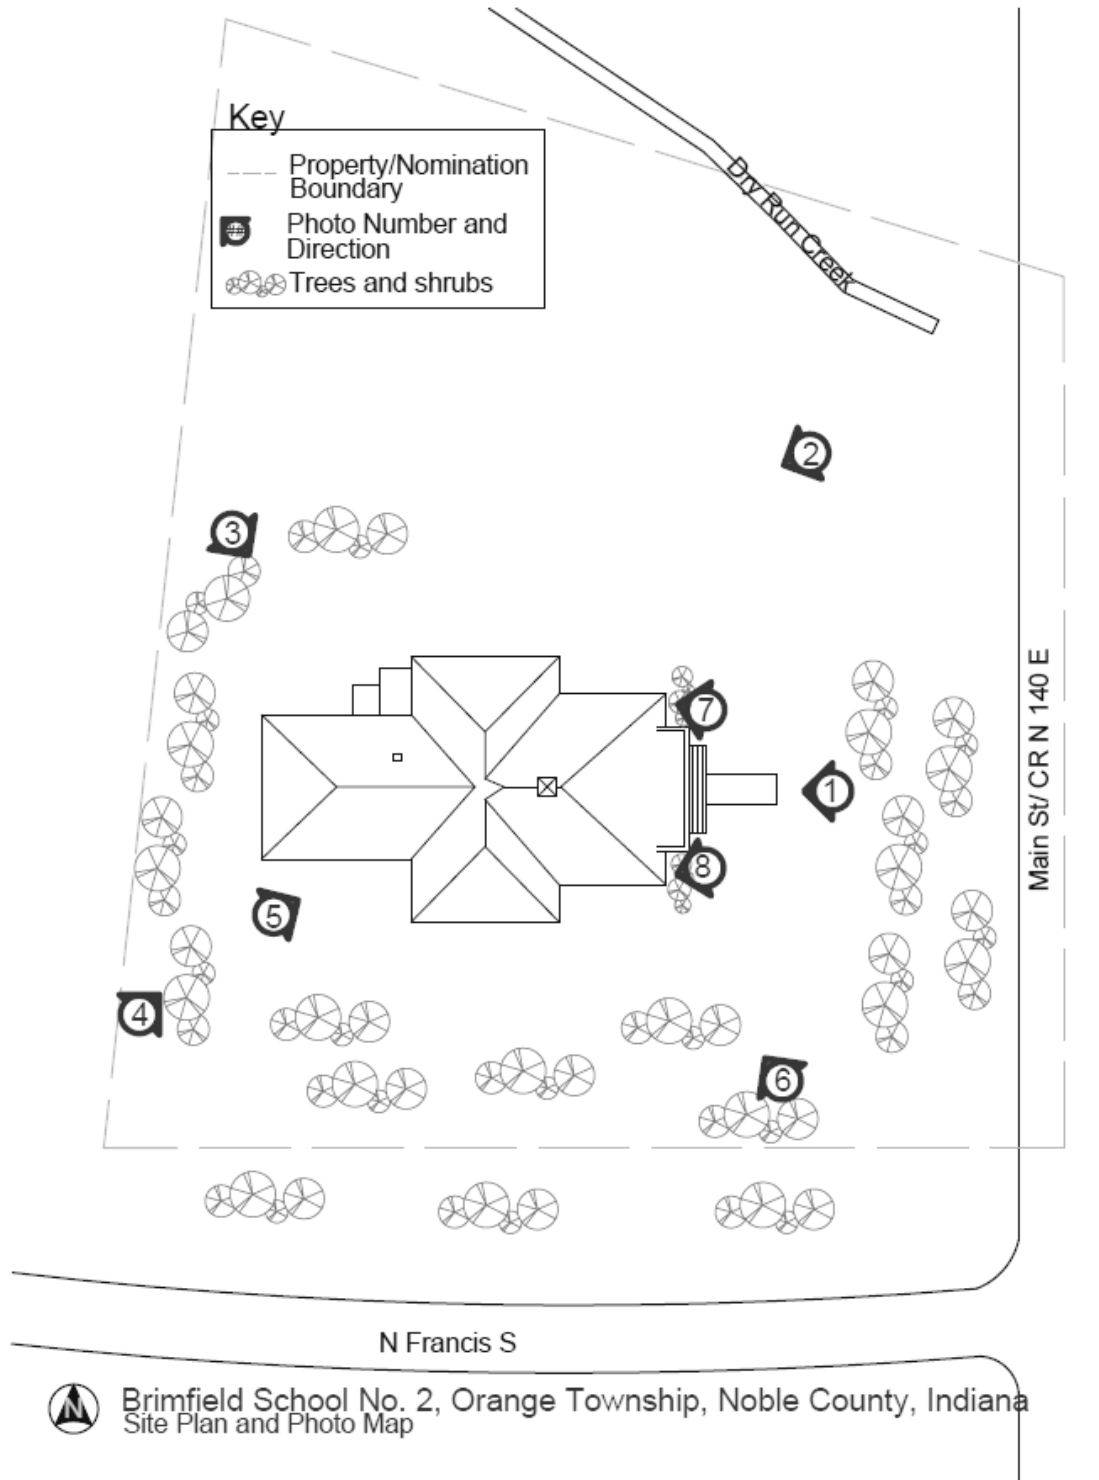 Key
Property/Nomination
Boundary
Photo Number and
Direction
Trees and shrubs
Dry Run Creek
2
3
7
1
8
5
4
6
Main St/ CR N 140 E
N Francis S
N
Brimfield School No. 2, Orange Township, Noble County, Indiana
Site Plan and Photo Map